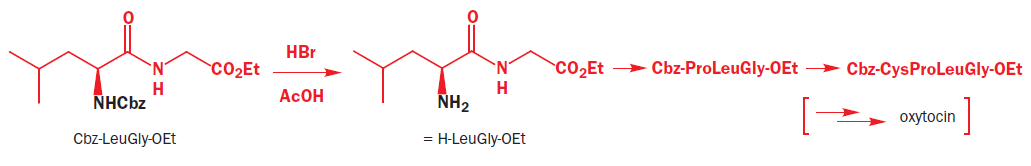 O
N
H
CO₂Et
NHCbz
Cbz-LeuGly-OEt
HBr
AcOH
O
N
H
CO₂Et
NH₂
= H-LeuGly-OEt
Cbz-ProLeuGly-OEt
Cbz-CysProLeuGly-OEt
[ oxytocin ]